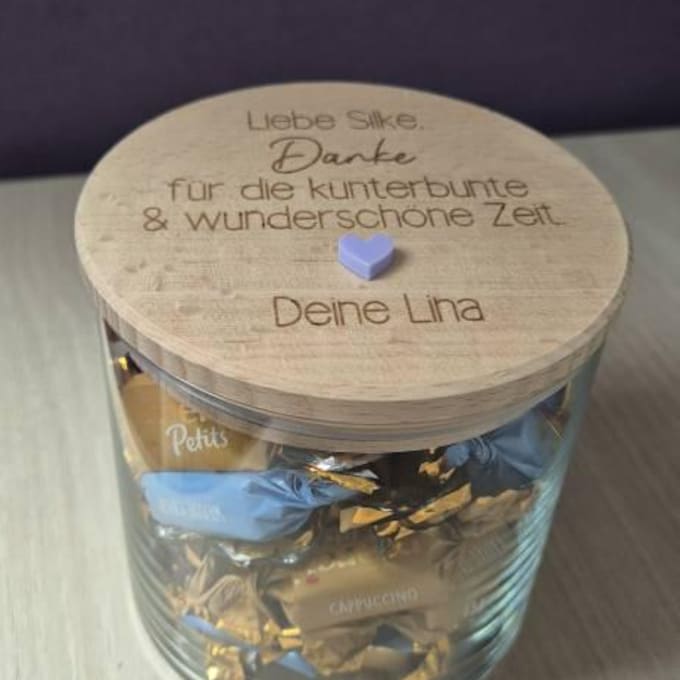 Liebe Silke,
Danke
für die kunterbunte
& wunderschöne Zeit.
Deine Lina
Petits
CAPPUCCINO